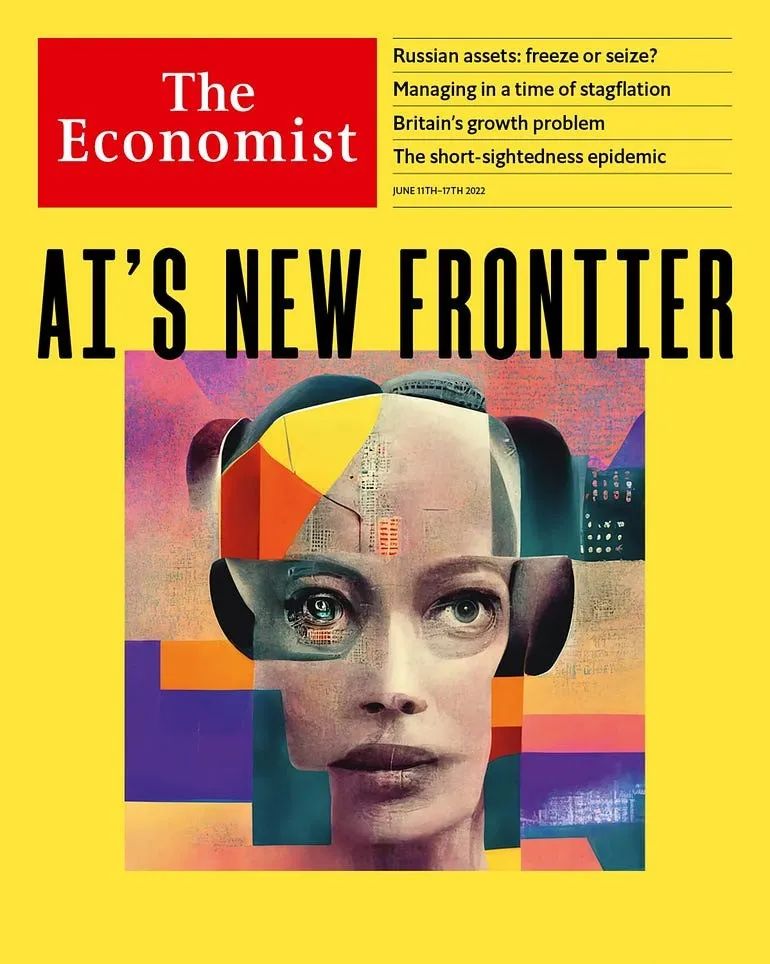 The
Economist
Russian assets: freeze or seize?
Managing in a time of stagflation
Britain’s growth problem
The short-sightedness epidemic
JUNE 11TH–17TH 2022
AI’S NEW FRONTIER